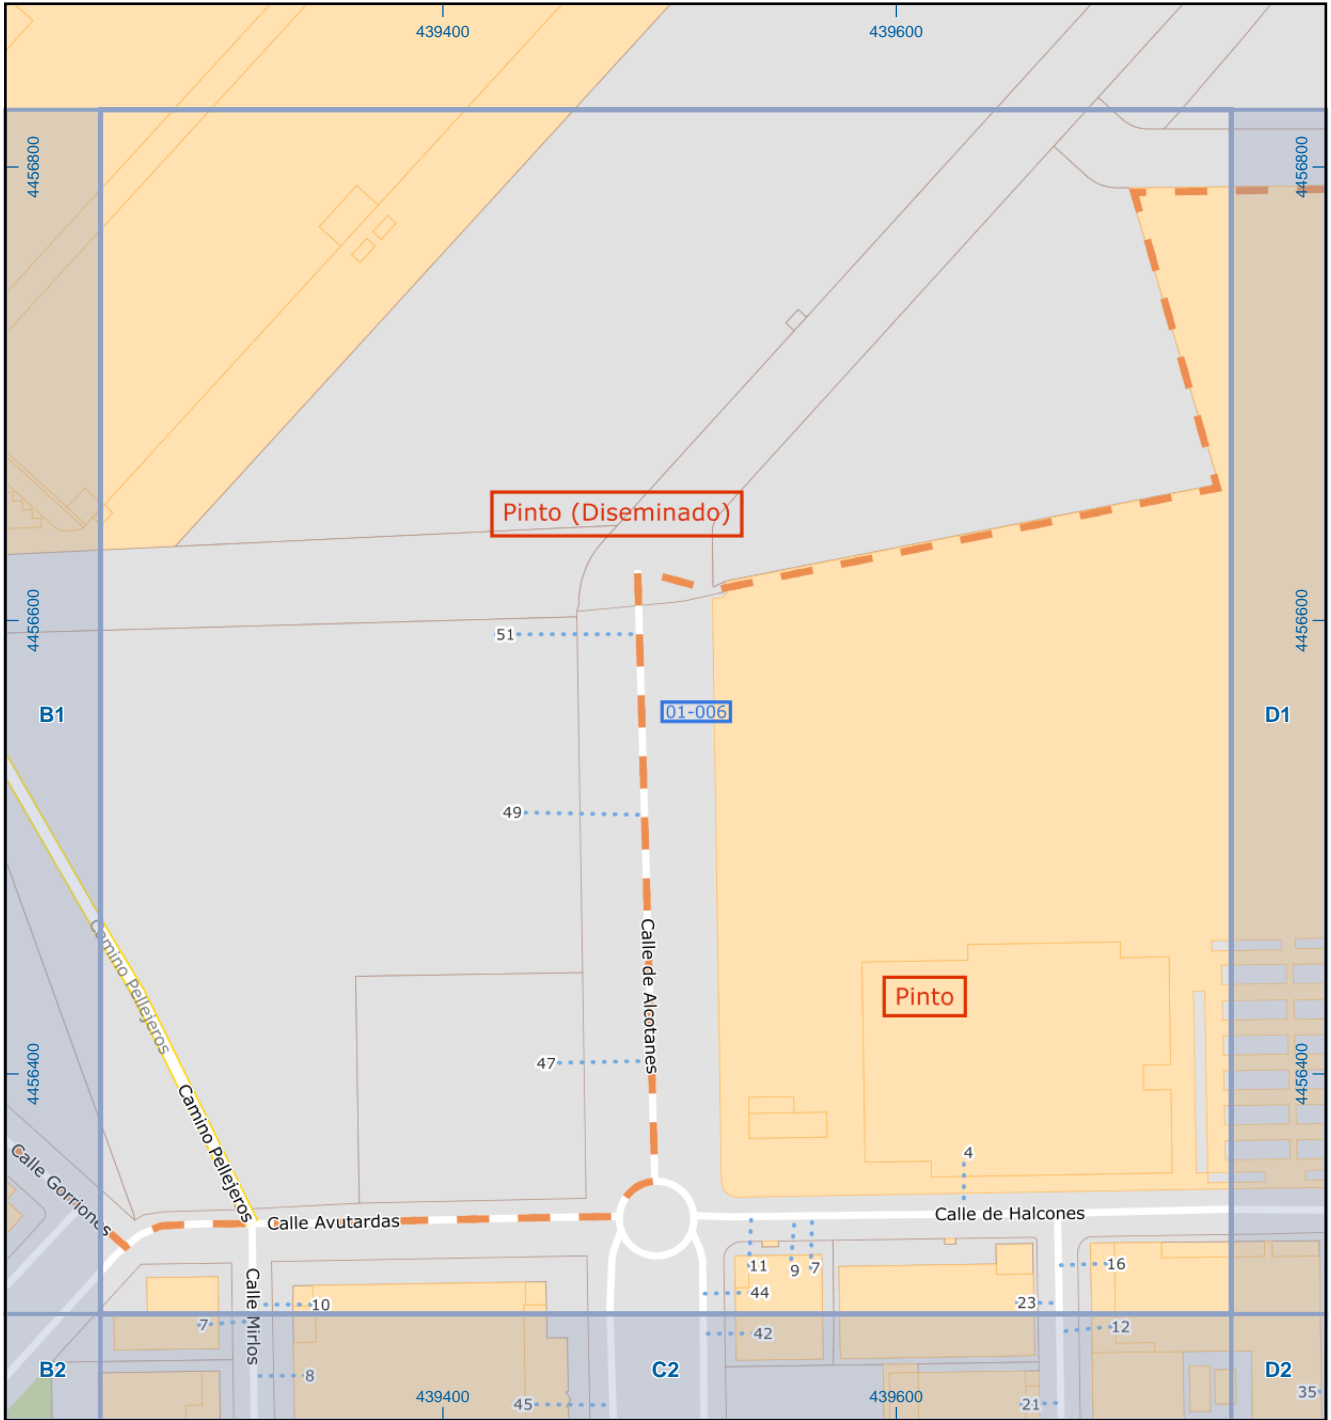 439400
439600
4456800
4456800
Pinto (Diseminado)
4456600
4456600
51
01-006
B1
D1
49
Camino Pellejeros
Calle de Alcotanes
Pinto
4456400
4456400
47
Camino Pellejeros
Calle Gorriones
4
Calle Avutardas
Calle de Halcones
11
9
7
16
44
10
23
Calle Mirlos
7
42
12
B2
C2
D2
8
439400
439600
45
21
35